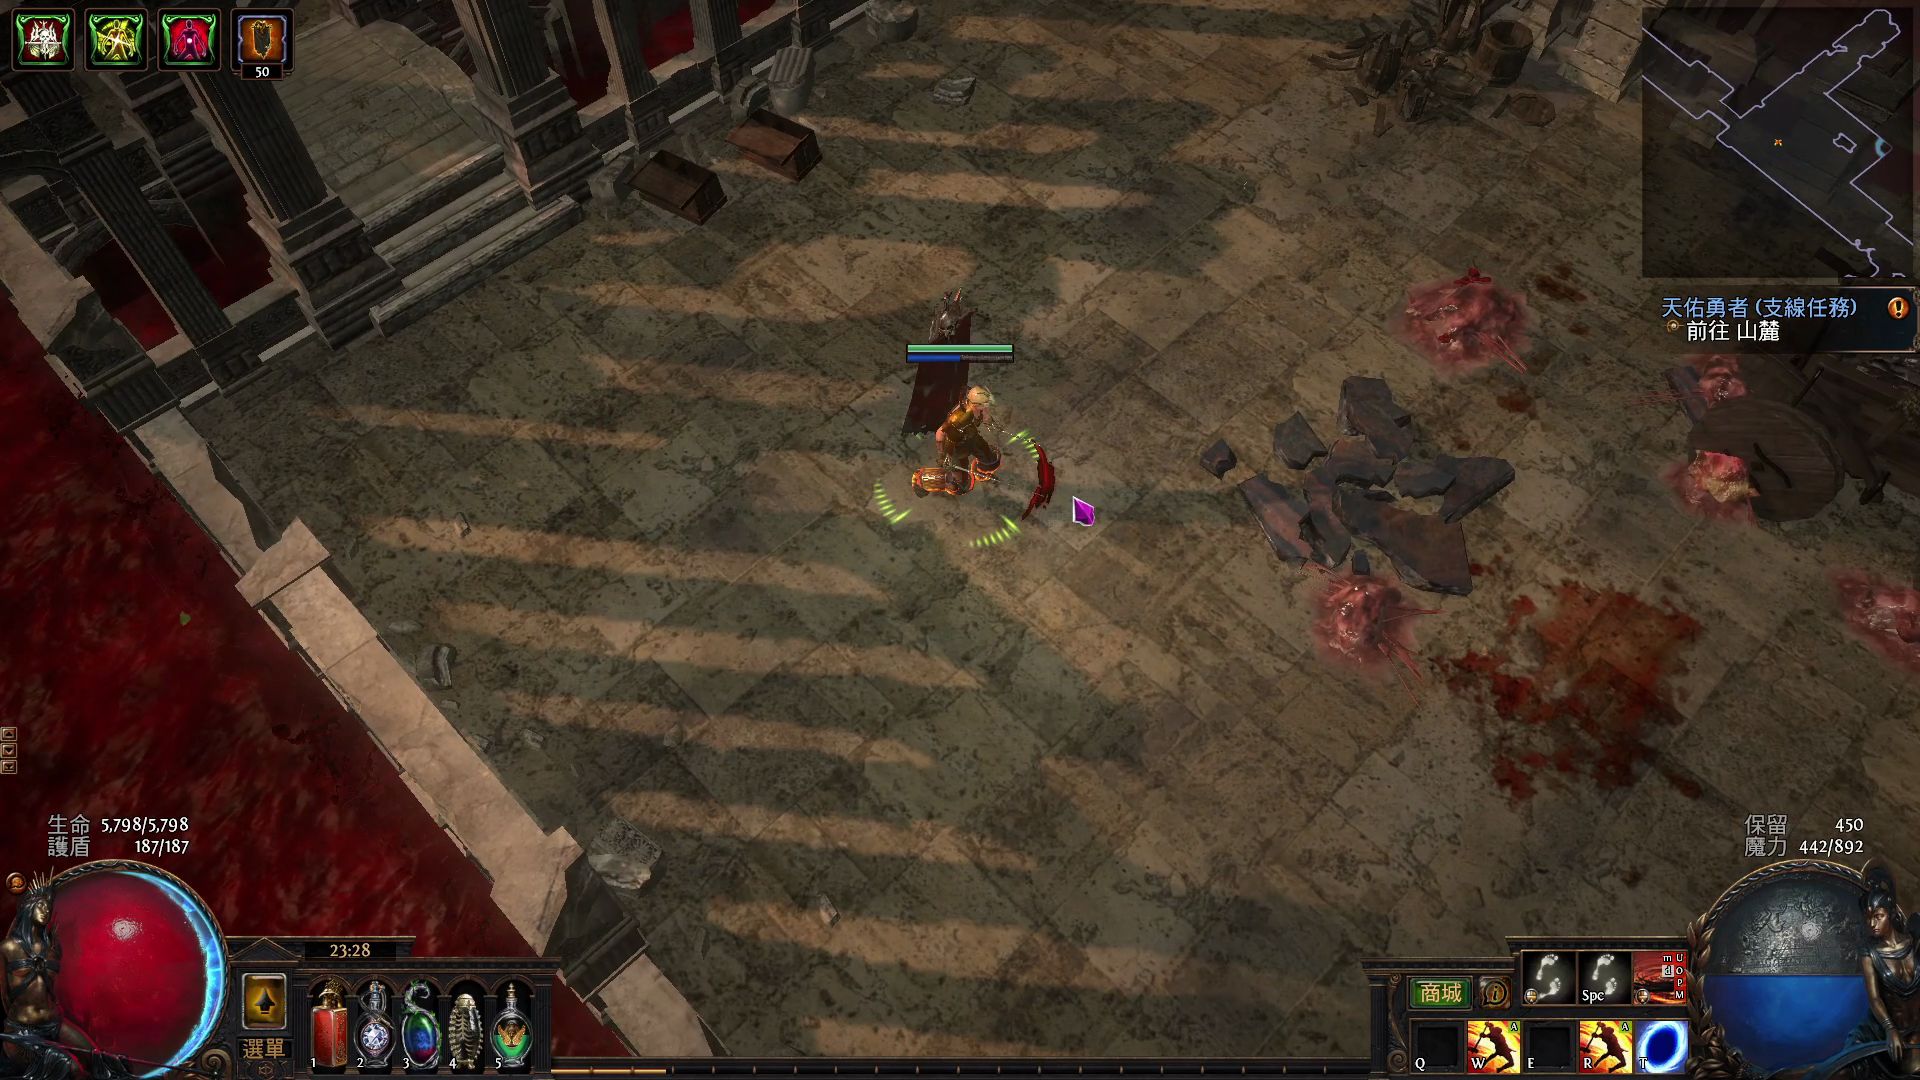 50
天佑勇者 (支線任務)
前往 山麓
生命 5,798/5,798
護盾 187/187
保留 450
魔力 442/892
23:28
選單
1 2 3 4 5
商城
Spc
m U
d O
P
M
A A
Q W E R T